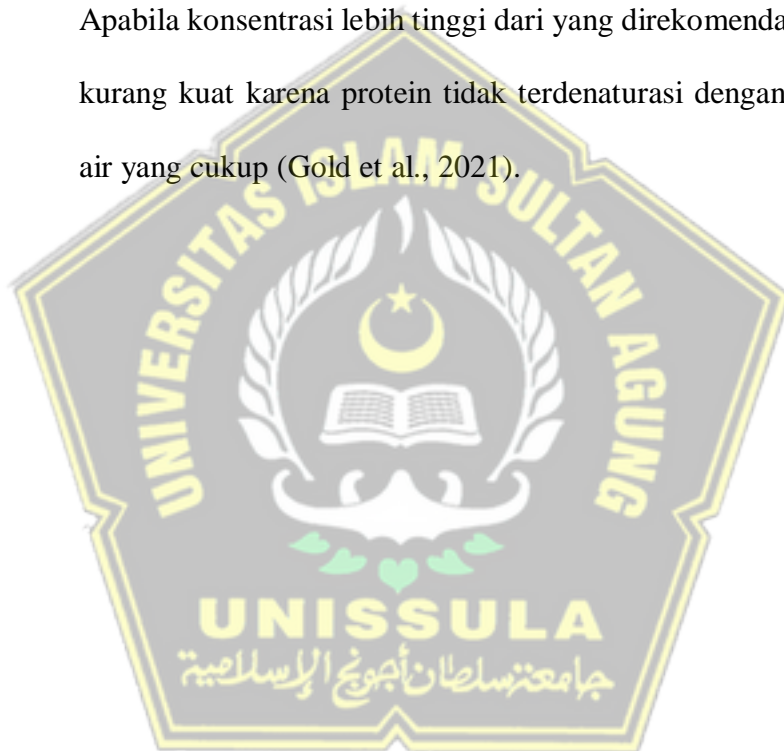 Apabila konsentrasi lebih tinggi dari yang direkomenda
kurang kuat karena protein tidak terdenaturasi dengan
air yang cukup (Gold et al., 2021).
UNIVERSITAS ISLAM SULTAN AGUNG
UNISSULA
جامعة سلطان أجونج الإسلامية